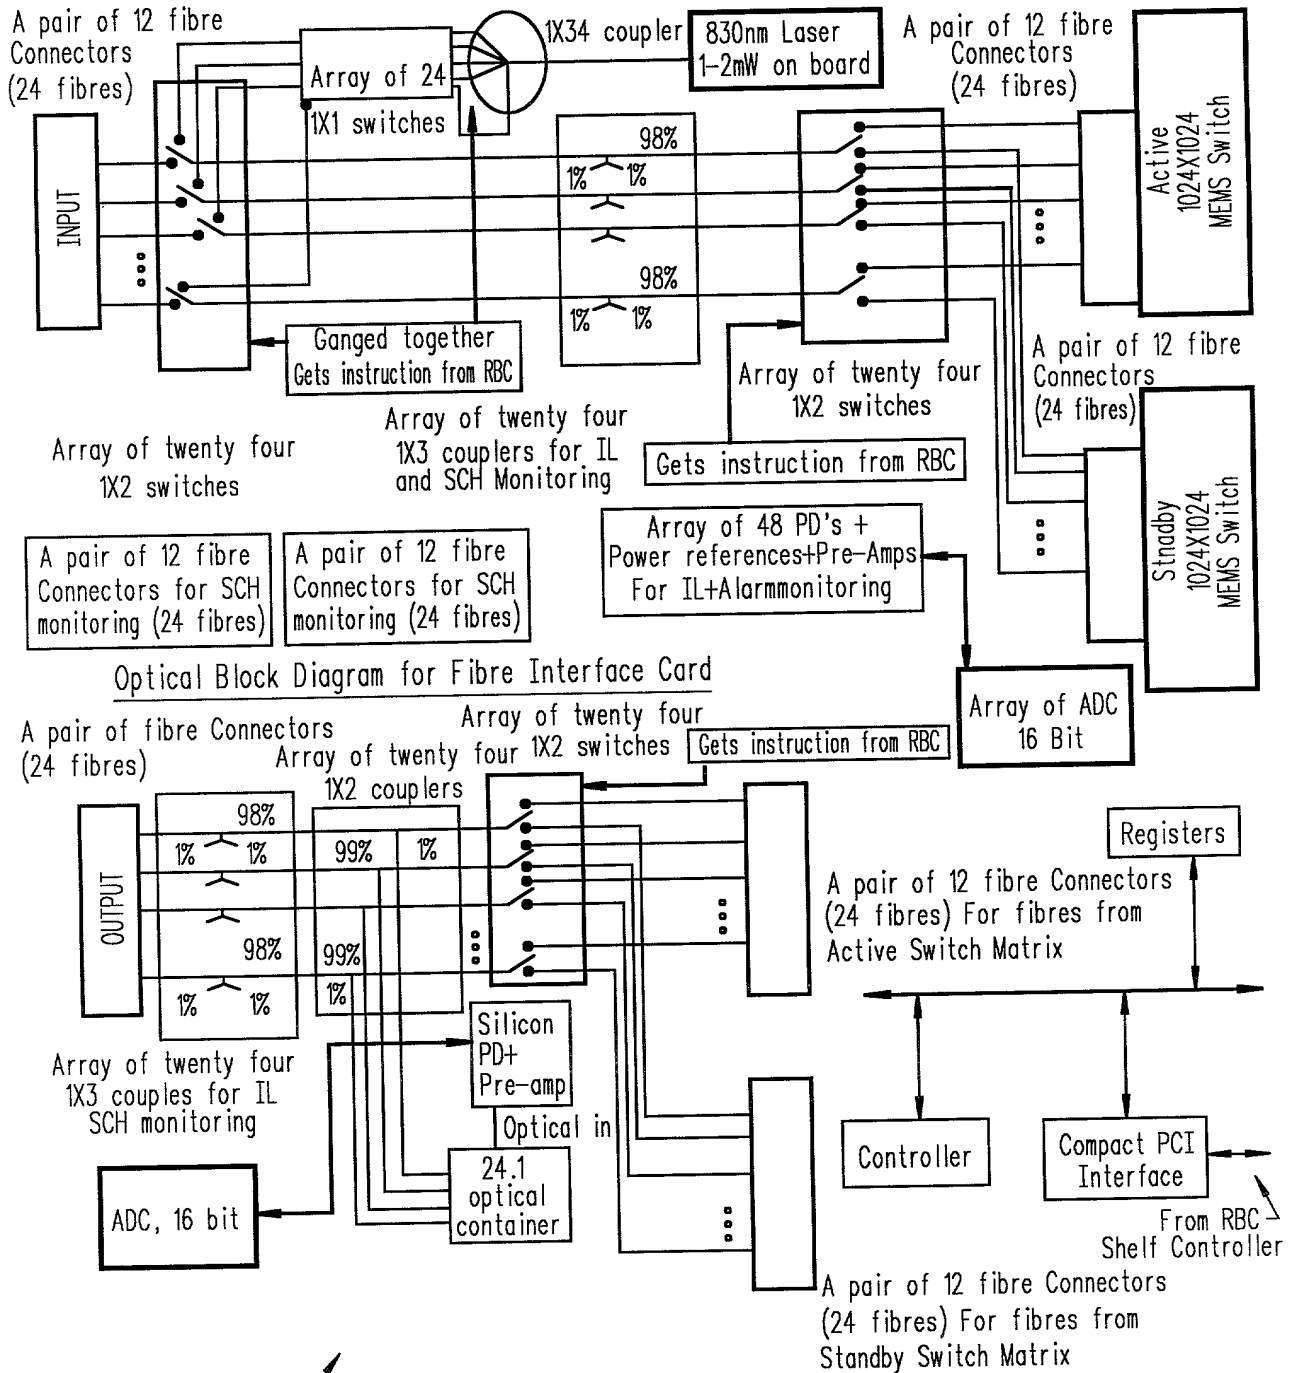 A pair of 12 fibre
Connectors
(24 fibres)
Array of 24
1X1 switches
1X34 coupler
830nm Laser
1-2mW on board
A pair of 12 fibre
Connectors
(24 fibres)
Active
1024X1024
MEMS Switch
INPUT
98%
1% 1%
98%
1% 1%
Ganged together
Gets instruction from RBC
Array of twenty four
1X2 switches
Array of twenty four
1X3 couplers for IL
and SCH Monitoring
Array of twenty four
1X2 switches
Gets instruction from RBC
A pair of 12 fibre
Connectors
(24 fibres)
Stnadby
1024X1024
MEMS Switch
A pair of 12 fibre
Connectors for SCH
monitoring (24 fibres)
A pair of 12 fibre
Connectors for SCH
monitoring (24 fibres)
Array of 48 PD's +
Power references+Pre-Amps
For IL+Alarmmonitoring
Array of ADC
16 Bit
Optical Block Diagram for Fibre Interface Card
A pair of fibre Connectors
(24 fibres)
Array of twenty four
1X2 couplers
Array of twenty four
1X2 switches
Gets instruction from RBC
OUTPUT
98%
1% 1%
99% 1%
98%
1% 1%
99%
1%
Array of twenty four
1X3 couples for IL
SCH monitoring
Silicon
PD+
Pre-amp
Optical in
24.1
optical
container
ADC, 16 bit
A pair of 12 fibre Connectors
(24 fibres) For fibres from
Active Switch Matrix
Registers
Controller
Compact PCI
Interface
From RBC
Shelf Controller
A pair of 12 fibre Connectors
(24 fibres) For fibres from
Standby Switch Matrix